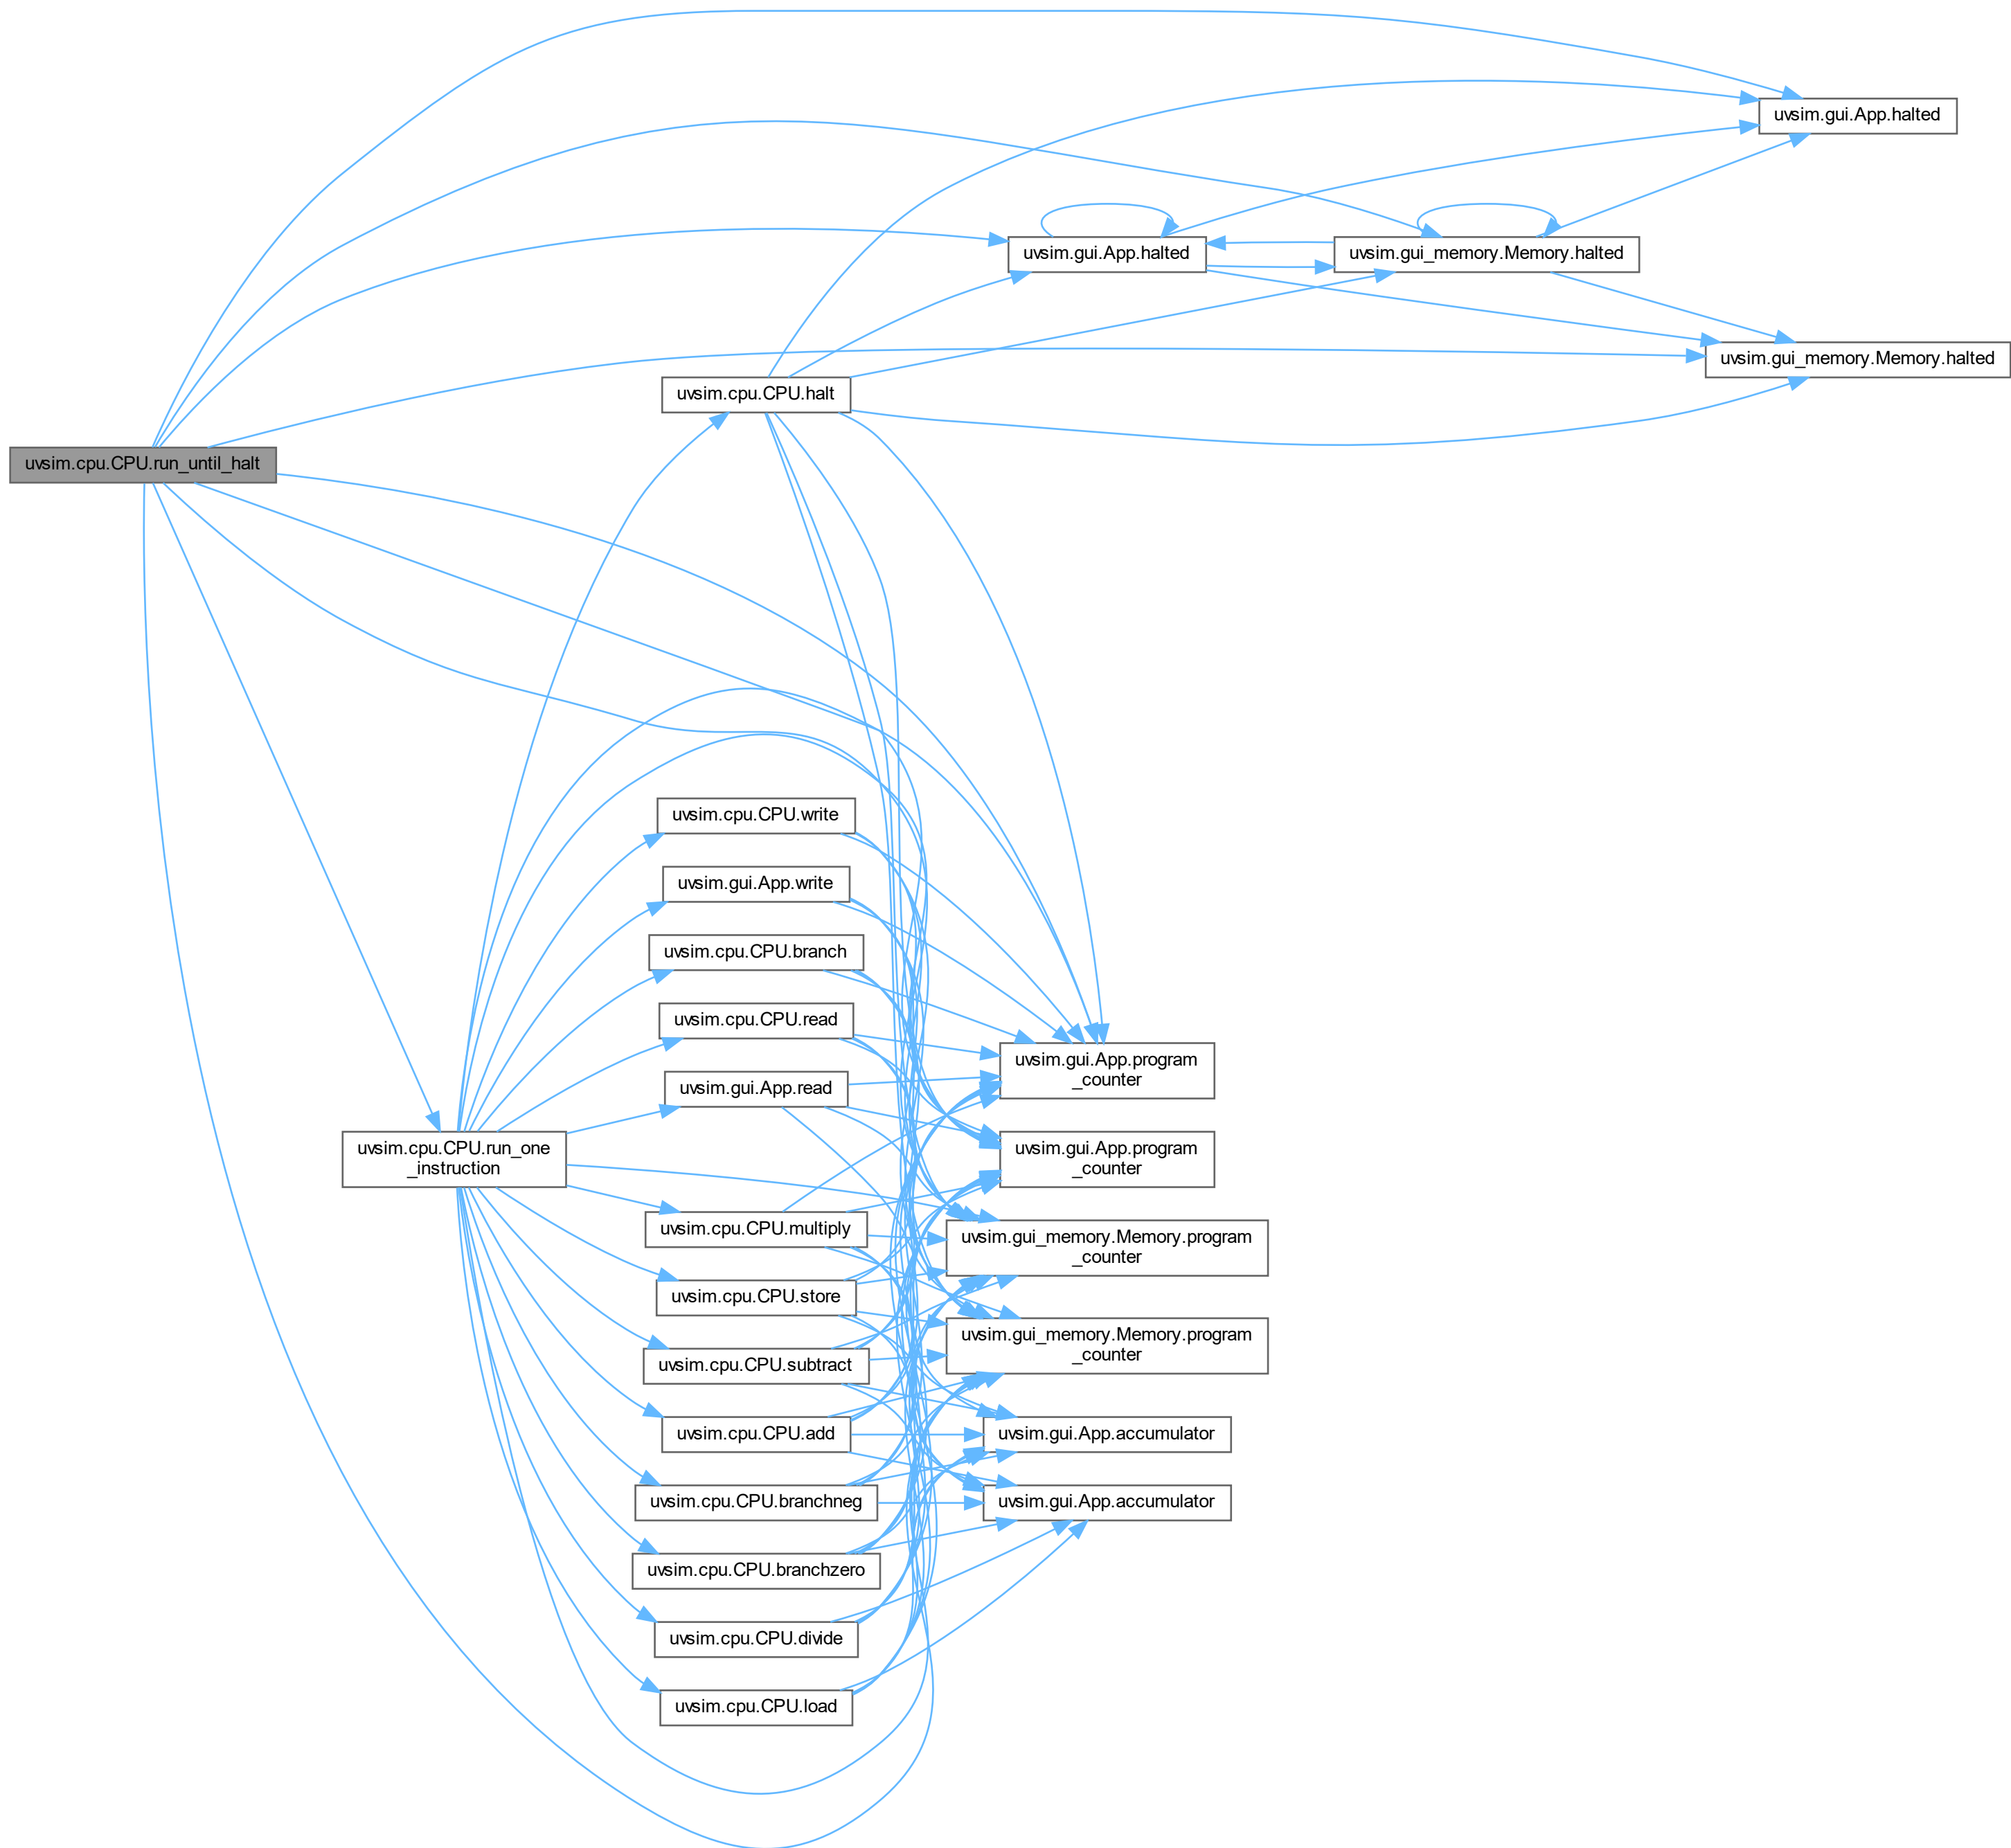 uvsim.gui.App.halted
uvsim.gui.App.halted
uvsim.gui_memory.Memory.halted
uvsim.gui_memory.Memory.halted
uvsim.cpu.CPU.halt
uvsim.cpu.CPU.run_until_halt
uvsim.cpu.CPU.write
uvsim.gui.App.write
uvsim.cpu.CPU.branch
uvsim.cpu.CPU.read
uvsim.gui.App.program
_counter
uvsim.gui.App.read
uvsim.cpu.CPU.run_one
_instruction
uvsim.gui.App.program
_counter
uvsim.cpu.CPU.multiply
uvsim.gui_memory.Memory.program
_counter
uvsim.cpu.CPU.store
uvsim.gui_memory.Memory.program
_counter
uvsim.cpu.CPU.subtract
uvsim.cpu.CPU.add
uvsim.gui.App.accumulator
uvsim.cpu.CPU.branchneg
uvsim.gui.App.accumulator
uvsim.cpu.CPU.branchzero
uvsim.cpu.CPU.divide
uvsim.cpu.CPU.load